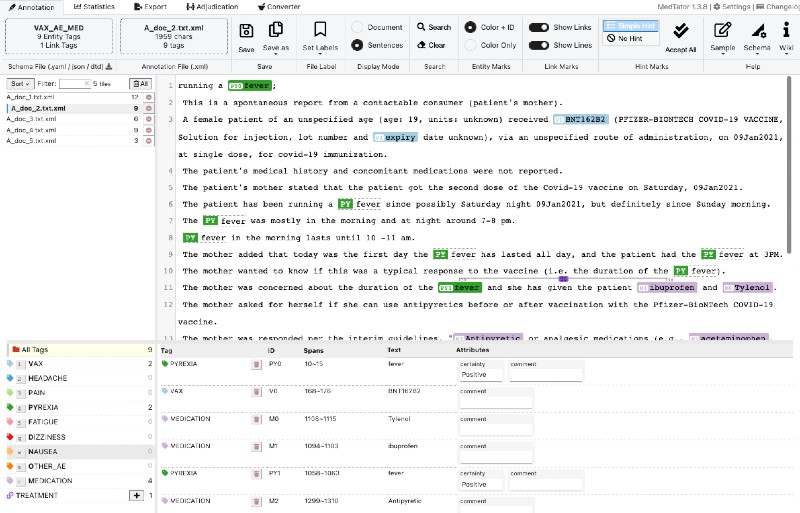 Annotation Statistics Export Adjudication Converter MedTator 1.3.8 | Settings | Changelog
VAX_AE_MED
9 Entity Tags
1 Link Tags
Schema File (.yaml / json / dtd)
A_doc_2.txt.xml
1959 chars
9 tags
Annotation File (.xml)
Save Save as
Save
Set Labels
File Label
Document
Sentences
Display Mode
Search
Clear
Search
Color + ID
Color Only
Entity Marks
Show Links
Show Lines
Link Marks
Simple Hint
No Hint
Accept All
Hint Marks
Sample Schema Wiki
Help
Sort Filter: 5 files All
A_doc_1.txt.xml 12
A_doc_2.txt.xml 9
A_doc_3.txt.xml 6
A_doc_4.txt.xml 9
A_doc_5.txt.xml 3
1 running a PY0 fever;
2 This is a spontaneous report from a contactable consumer (patient's mother).
3 A female patient of an unspecified age (age: 19, units: unknown) received BNT162B2 (PFIZER-BIONTECH COVID-19 VACCINE,
Solution for injection, lot number and expiry date unknown), via an unspecified route of administration, on 09Jan2021,
at single dose, for covid-19 immunization.
4 The patient's medical history and concomitant medications were not reported.
5 The patient's mother stated that the patient got the second dose of the Covid-19 vaccine on Saturday, 09Jan2021.
6 The patient has been running a PY fever since possibly Saturday night 09Jan2021, but definitely since Sunday morning.
7 The PY fever was mostly in the morning and at night around 7-8 pm.
8 PY fever in the morning lasts until 10 -11 am.
9 The mother added that today was the first day the PY fever has lasted all day, and the patient had the PY fever at 3PM.
10 The mother wanted to know if this was a typical response to the vaccine (i.e. the duration of the PY fever).
11 The mother was concerned about the duration of the PY1 fever and she has given the patient ibuprofen and Tylenol.
12 The mother asked for herself if she can use antipyretics before or after vaccination with the Pfizer-BioNTech COVID-19
vaccine.
13 The mother was responded per the interim guidelines, "Antipyretic or analgesic medications (e.g., acetaminophen,
All Tags 9
1 VAX 2
2 HEADACHE 0
3 PAIN 0
4 PYREXIA 2
5 FATIGUE 0
DIZZINESS 0
NAUSEA 0
OTHER_AE 0
MEDICATION 4
TREATMENT + 1
Tag ID Spans Text Attributes
PYREXIA PY0 10~15 fever certainty Positive comment
VAX V0 168~176 BNT162B2 comment
MEDICATION M0 1108~1115 Tylenol comment
MEDICATION M1 1094~1103 ibuprofen comment
PYREXIA PY1 1058~1063 fever certainty Positive comment
MEDICATION M2 1299~1310 Antipyretic comment